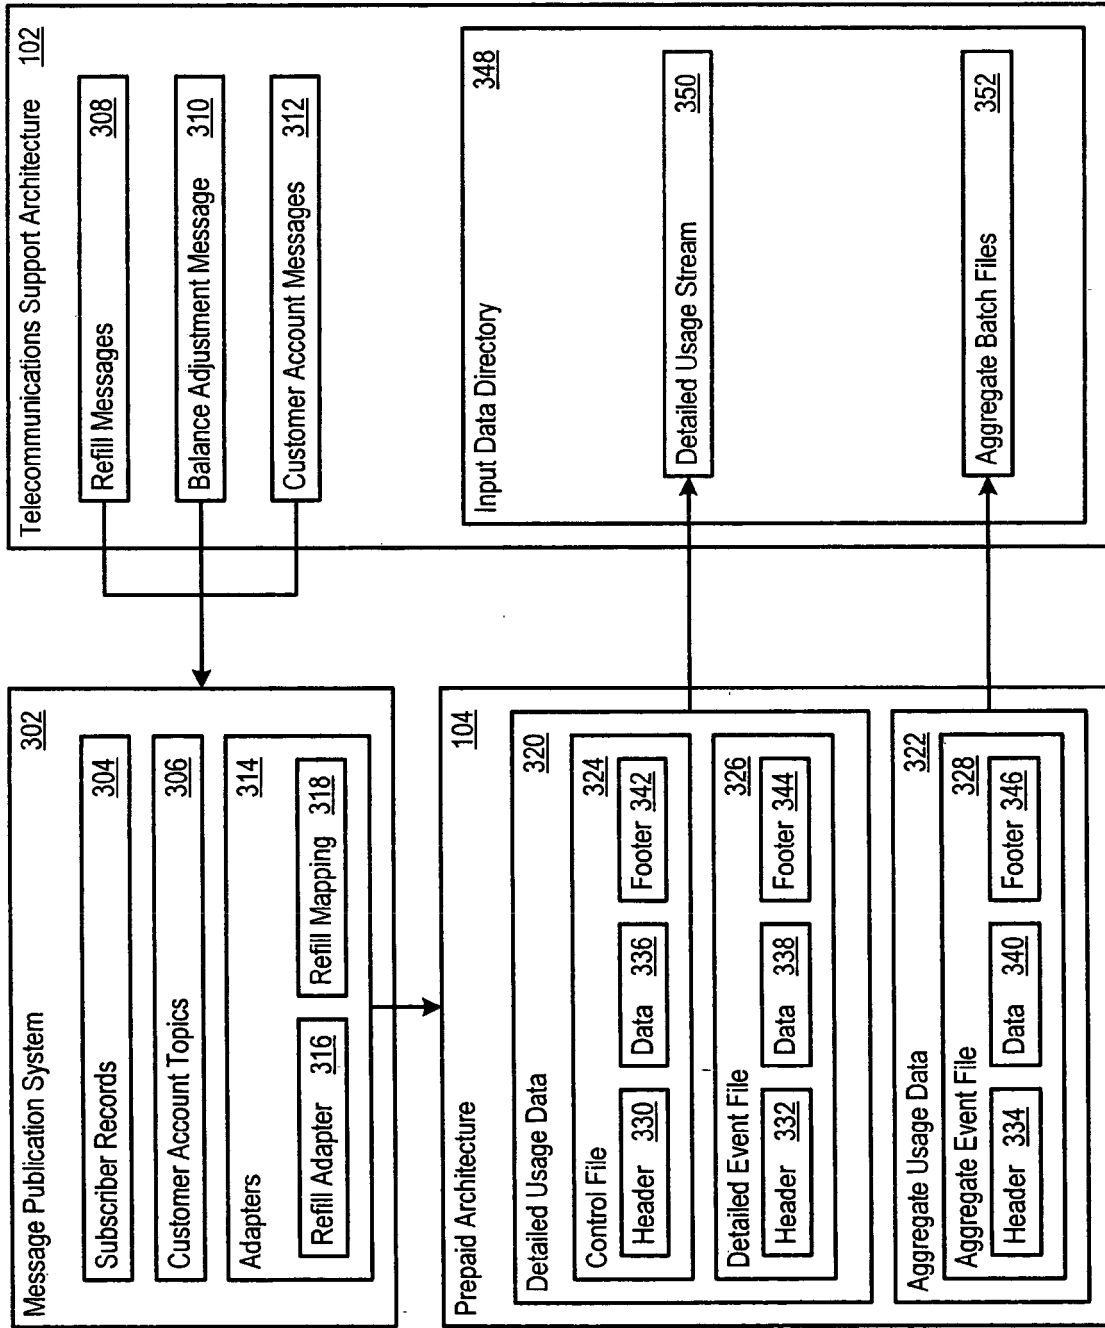 Message Publication System 302
Subscriber Records 304
Customer Account Topics 306
Adapters 314
Refill Adapter 316
Refill Mapping 318
Telecommunications Support Architecture 102
Refill Messages 308
Balance Adjustment Message 310
Customer Account Messages 312
Prepaid Architecture 104
Detailed Usage Data 320
Control File 324
Header 330
Data 336
Footer 342
Detailed Event File 326
Header 332
Data 338
Footer 344
Aggregate Usage Data 322
Aggregate Event File 328
Header 334
Data 340
Footer 346
Input Data Directory 348
Detailed Usage Stream 350
Aggregate Batch Files 352